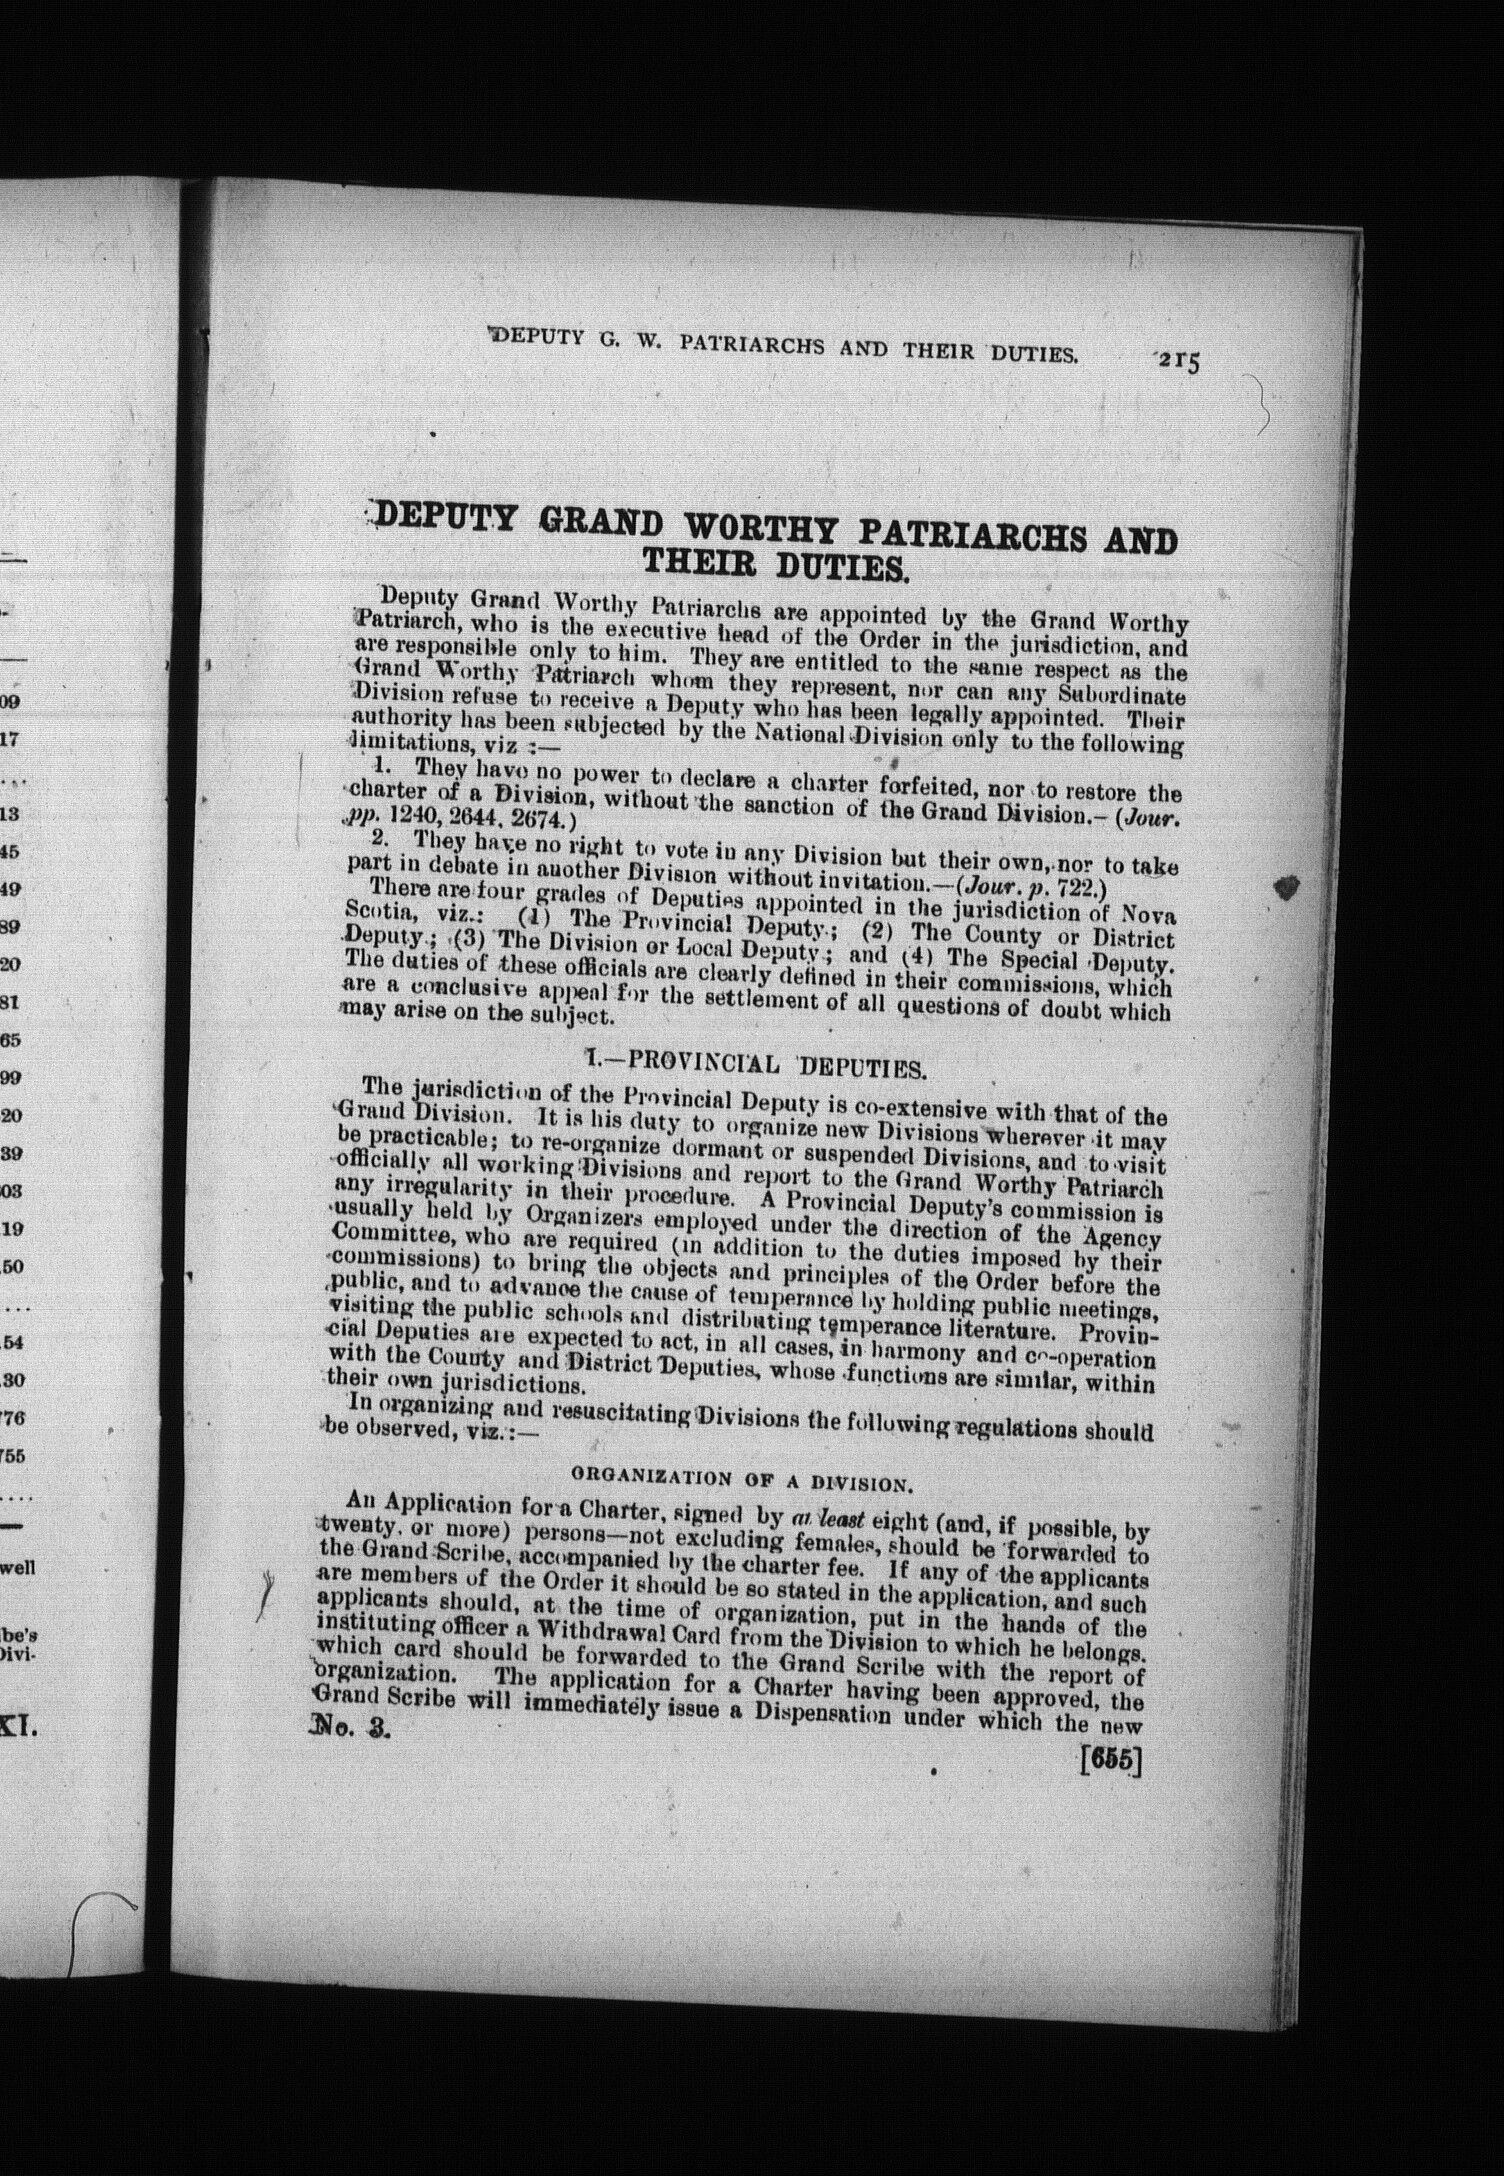 09
17
....
13
45
49
89
20
81
65
99
20
39
03
19
50
....
54
30
776
755
....
well
be's
Divi-
XI.
DEPUTY G. W. PATRIARCHS AND THEIR DUTIES. 215
DEPUTY GRAND WORTHY PATRIARCHS AND
THEIR DUTIES.
Deputy Grand Worthy Patriarchs are appointed by the Grand Worthy
Patriarch, who is the executive head of the Order in the jurisdiction, and
are responsible only to him. They are entitled to the same respect as the
Grand Worthy Patriarch whom they represent, nor can any Subordinate
Division refuse to receive a Deputy who has been legally appointed. Their
authority has been subjected by the National Division only to the following
limitations, viz :—
1. They have no power to declare a charter forfeited, nor to restore the
charter of a Division, without the sanction of the Grand Division.—(Jour.
pp. 1240, 2644, 2674.)
2. They have no right to vote in any Division but their own, nor to take
part in debate in another Division without invitation.—(Jour. p. 722.)
There are four grades of Deputies appointed in the jurisdiction of Nova
Scotia, viz.: (1) The Provincial Deputy; (2) The County or District
Deputy; (3) The Division or Local Deputy; and (4) The Special Deputy.
The duties of these officials are clearly defined in their commissions, which
are a conclusive appeal for the settlement of all questions of doubt which
may arise on the subject.
I.—PROVINCIAL DEPUTIES.
The jurisdiction of the Provincial Deputy is co-extensive with that of the
Grand Division. It is his duty to organize new Divisions wherever it may
be practicable; to re-organize dormant or suspended Divisions, and to visit
officially all working Divisions and report to the Grand Worthy Patriarch
any irregularity in their procedure. A Provincial Deputy's commission is
usually held by Organizers employed under the direction of the Agency
Committee, who are required (in addition to the duties imposed by their
commissions) to bring the objects and principles of the Order before the
public, and to advance the cause of temperance by holding public meetings,
visiting the public schools and distributing temperance literature. Provin-
cial Deputies are expected to act, in all cases, in harmony and co-operation
with the County and District Deputies, whose functions are similar, within
their own jurisdictions.
In organizing and resuscitating Divisions the following regulations should
be observed, viz.:—
ORGANIZATION OF A DIVISION.
An Application for a Charter, signed by at least eight (and, if possible, by
twenty, or more) persons—not excluding females, should be forwarded to
the Grand Scribe, accompanied by the charter fee. If any of the applicants
are members of the Order it should be so stated in the application, and such
applicants should, at the time of organization, put in the hands of the
instituting officer a Withdrawal Card from the Division to which he belongs.
which card should be forwarded to the Grand Scribe with the report of
organization. The application for a Charter having been approved, the
Grand Scribe will immediately issue a Dispensation under which the new
No. 3.
[655]